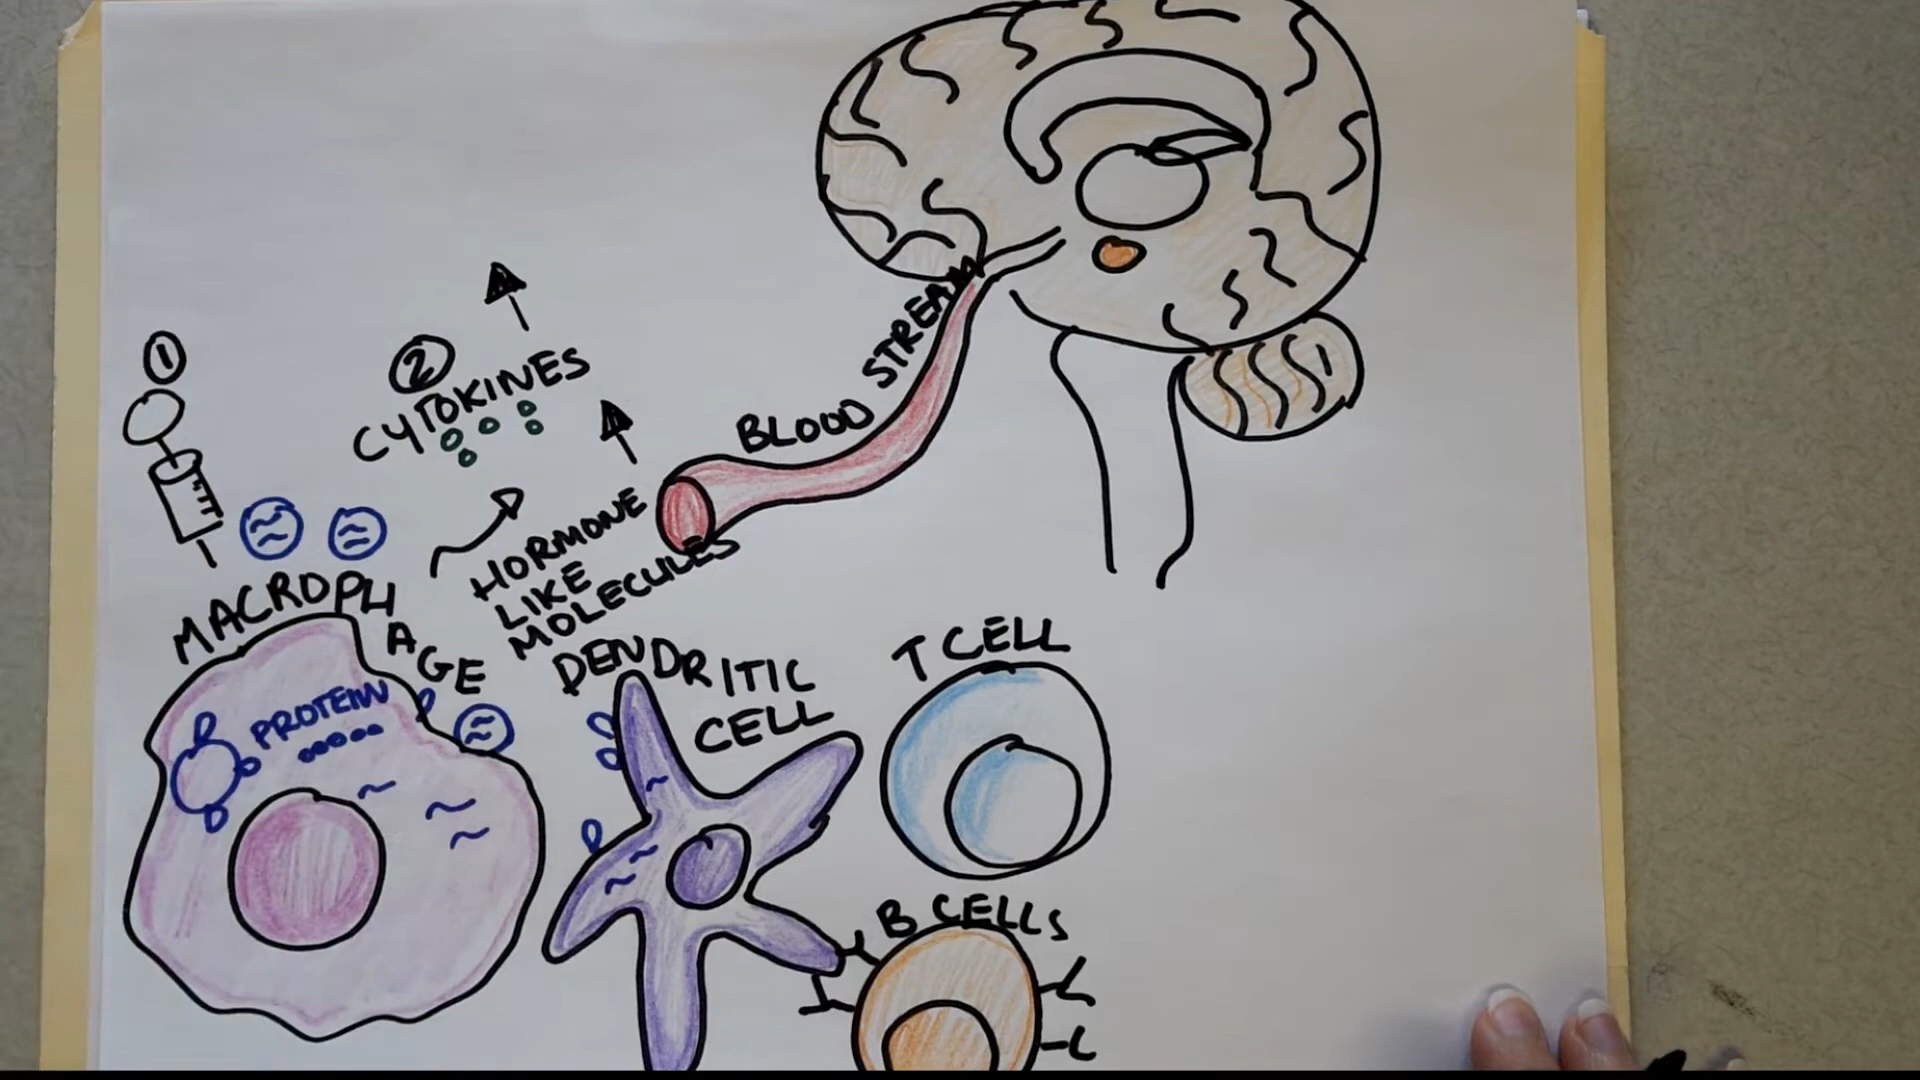 1
2
CYTOKINES
BLOOD STREAM
HORMONE
LIKE
MOLECULES
MACROPHAGE
PROTEIN
DENDRITIC
CELL
T CELL
B CELLS